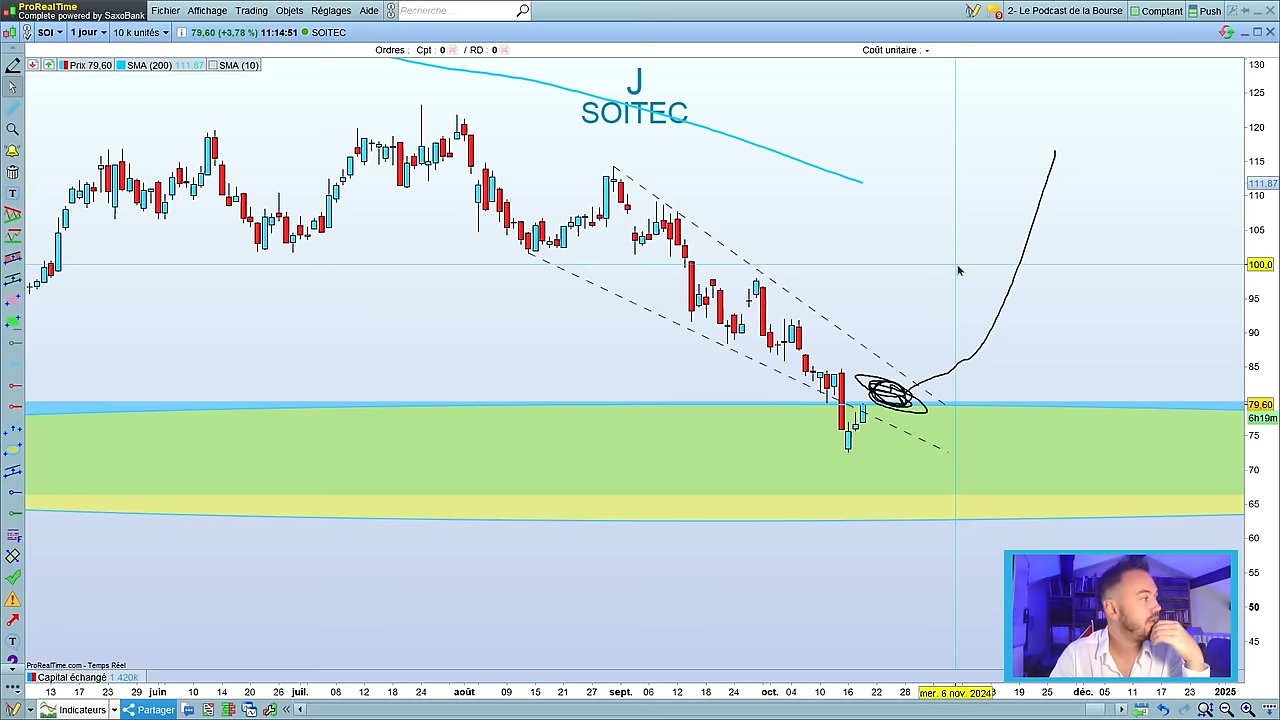 ProRealTime
Complete powered by SaxoBank
Fichier Affichage Trading Objets Réglages Aide
Recherche
2- Le Podcast de la Bourse
Comptant
Push
SOI 1 jour 10 k unités 79,60 (+3,78 %) 11:14:51 SOITEC
Ordres : Cpt : 0 / RD : 0
Coût unitaire : -
Prix 79,60 SMA (200) 111.87 SMA (10)
J
SOITEC
130
125
120
115
111,87
110
105
100,0
95
90
85
79,60
6h19m
75
70
65
60
55
50
45
ProRealTime.com - Temps Réel
Capital échangé 1 420k
13 17 22 29 juin 10 14 20 26 juil. 08 12 18 24 août 09 15 21 27 sept. 06 12 18 24 oct. 04 10 16 22 28 mer. 6 nov. 2024 19 25 déc. 05 11 17 23 2025
Indicateurs
Partager